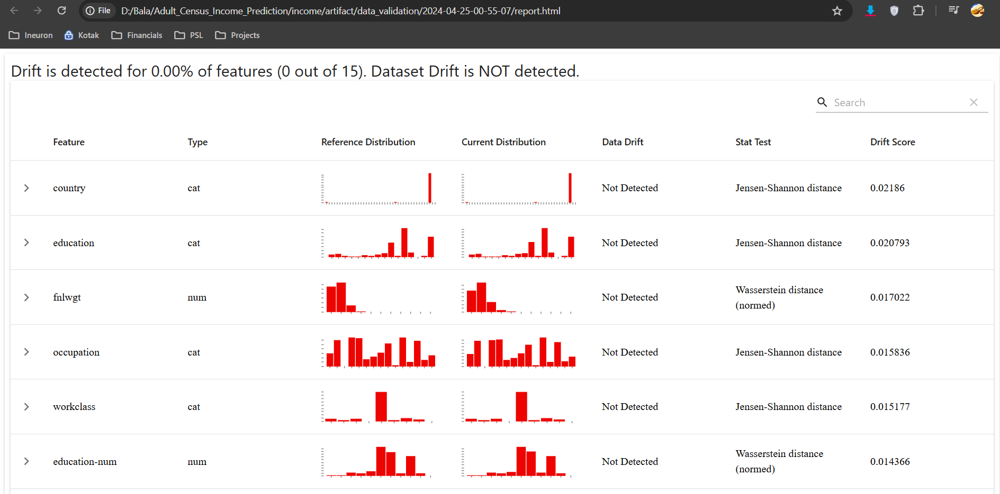 File D:/Bala/Adult_Census_Income_Prediction/income/artifact/data_validation/2024-04-25-00-55-07/report.html
Ineuron Kotak Financials PSL Projects
Drift is detected for 0.00% of features (0 out of 15). Dataset Drift is NOT detected.
Search
Feature Type Reference Distribution Current Distribution Data Drift Stat Test Drift Score
country cat Not Detected Jensen-Shannon distance 0.02186
education cat Not Detected Jensen-Shannon distance 0.020793
fnlwgt num Not Detected Wasserstein distance (normed) 0.017022
occupation cat Not Detected Jensen-Shannon distance 0.015836
workclass cat Not Detected Jensen-Shannon distance 0.015177
education-num num Not Detected Wasserstein distance (normed) 0.014366